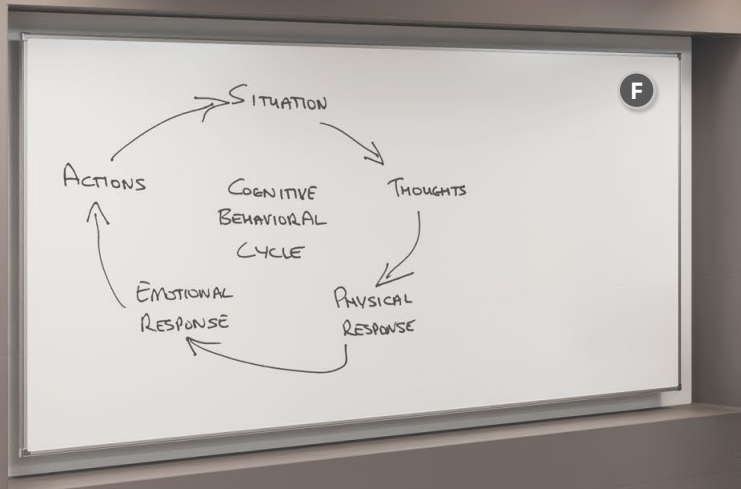 SITUATION
F
ACTIONS
THOUGHTS
COGNITIVE
BEHAVIORAL
CYCLE
EMOTIONAL
RESPONSE
PHYSICAL
RESPONSE